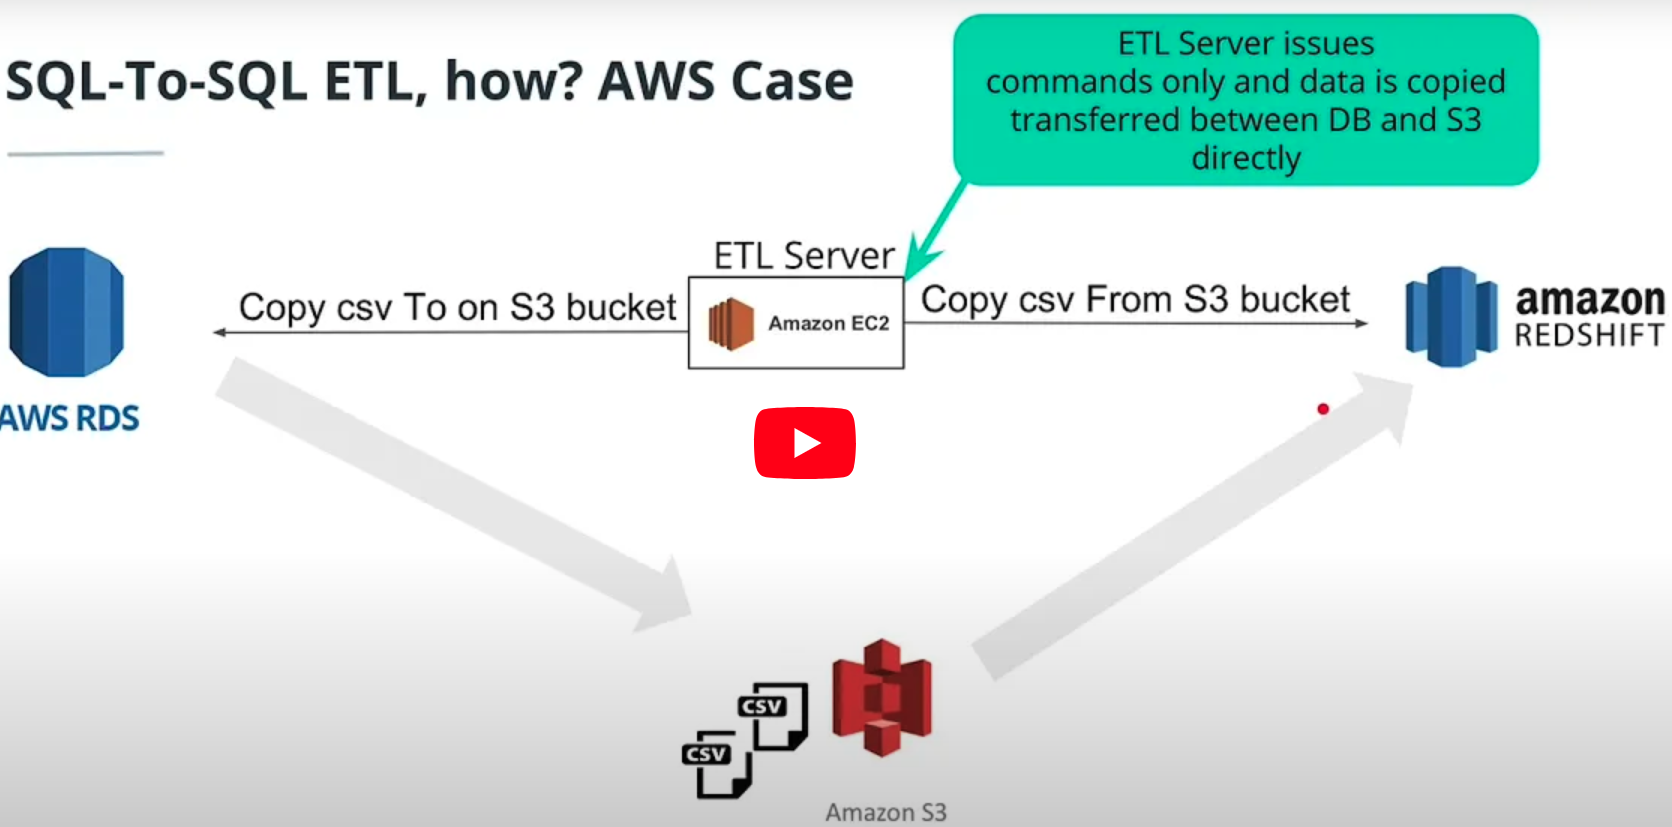 SQL-To-SQL ETL, how? AWS Case
ETL Server issues
commands only and data is copied
transferred between DB and S3
directly
ETL Server
Copy csv To on S3 bucket
Amazon EC2
Copy csv From S3 bucket
amazon
REDSHIFT
AWS RDS
CSV
CSV
Amazon S3